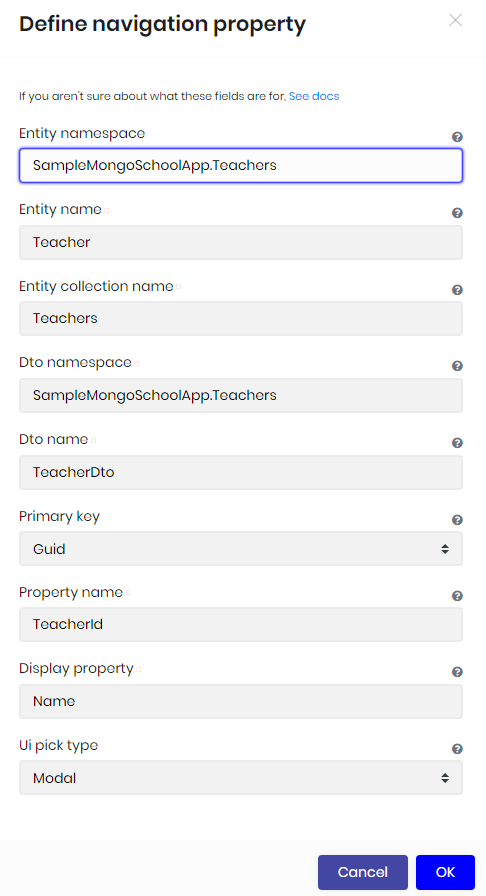 Define navigation property
If you aren't sure about what these fields are for, See docs
Entity namespace
SampleMongoSchoolApp.Teachers
Entity name
Teacher
Entity collection name
Teachers
Dto namespace
SampleMongoSchoolApp.Teachers
Dto name
TeacherDto
Primary key
Guid
Property name
TeacherId
Display property
Name
Ui pick type
Modal
Cancel OK